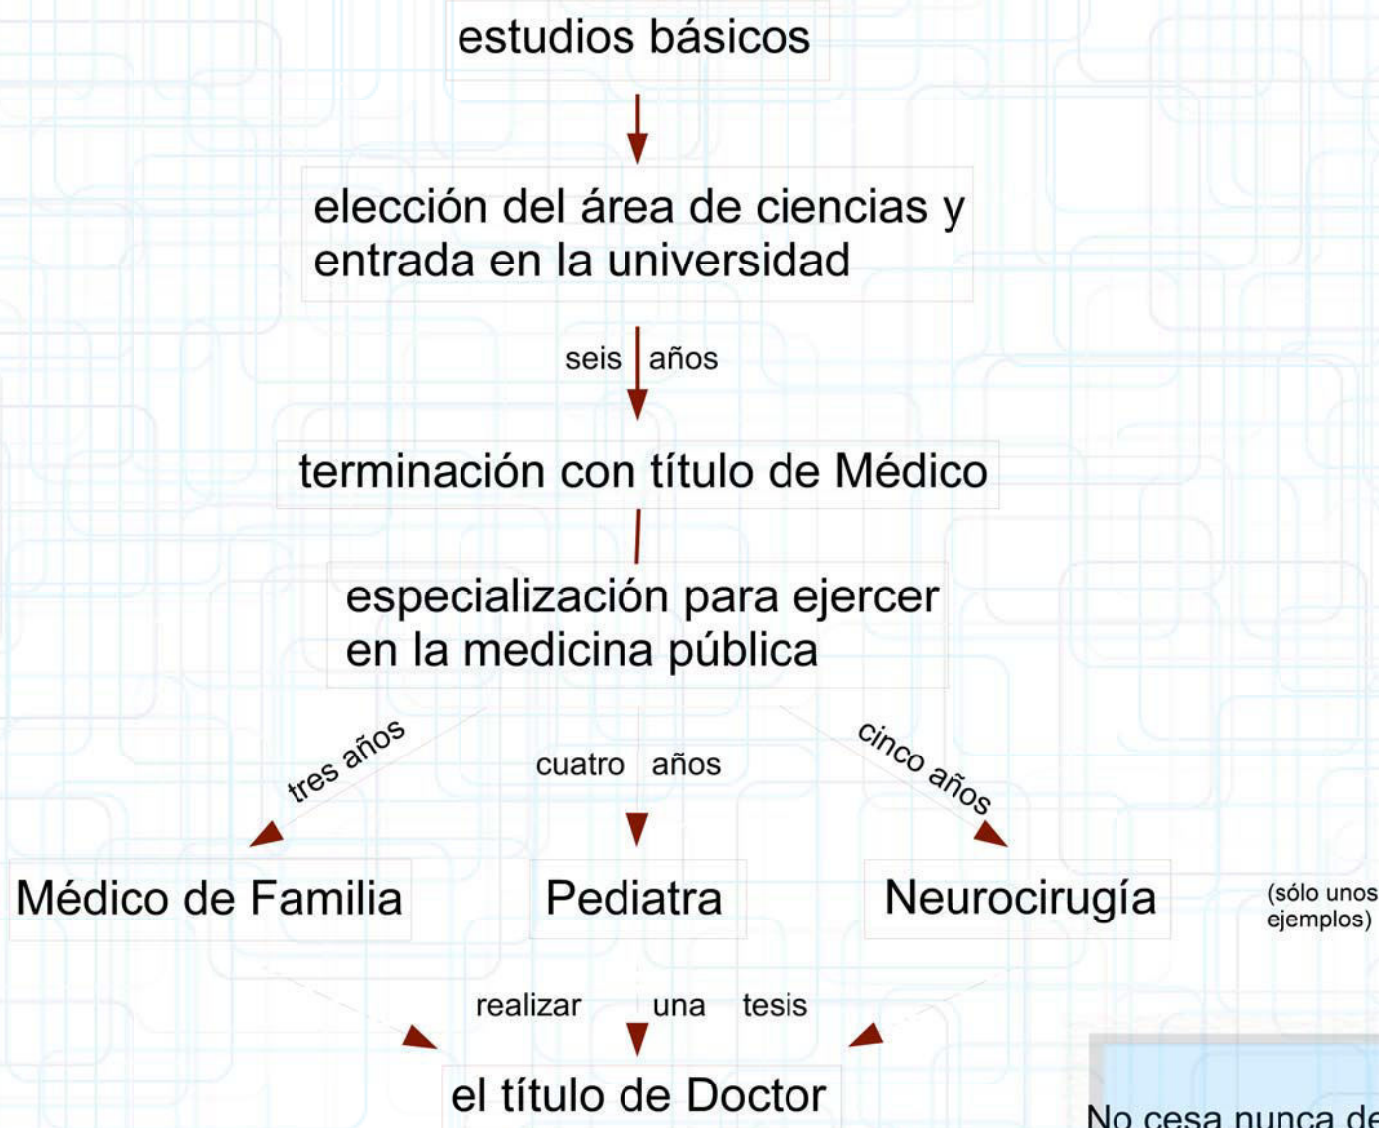 estudios básicos
elección del área de ciencias y
entrada en la universidad
seis años
terminación con título de Médico
especialización para ejercer
en la medicina pública
tres años
cuatro años
cinco años
Médico de Familia
Pediatra
Neurocirugía
(sólo unos
ejemplos)
realizar una tesis
el título de Doctor
No cesa nunca de